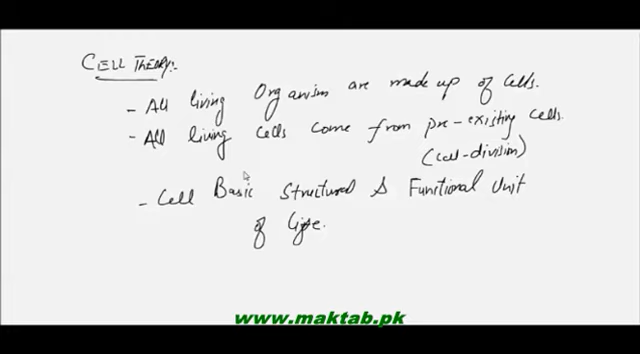 CELL THEORY:-
- All living Organism are made up of Cells.
- All living cells come from pre-existing cells.
(cell-division)
- Cell Basic Structured & Functional Unit
of life.
www.maktab.pk